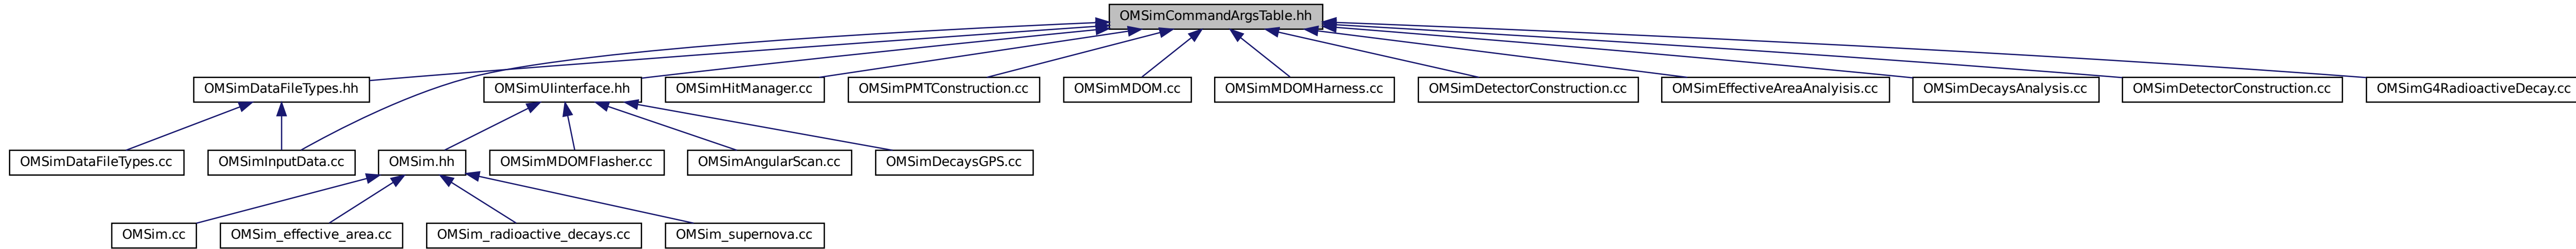 OMSimCommandArgsTable.hh
OMSimDataFileTypes.hh
OMSimUIinterface.hh
OMSimHitManager.cc
OMSimPMTConstruction.cc
OMSimMDOM.cc
OMSimMDOMHarness.cc
OMSimDetectorConstruction.cc
OMSimEffectiveAreaAnalyisis.cc
OMSimDecaysAnalysis.cc
OMSimDetectorConstruction.cc
OMSimG4RadioactiveDecay.cc
OMSimDataFileTypes.cc
OMSimInputData.cc
OMSim.hh
OMSimMDOMFlasher.cc
OMSimAngularScan.cc
OMSimDecaysGPS.cc
OMSim.cc
OMSim_effective_area.cc
OMSim_radioactive_decays.cc
OMSim_supernova.cc